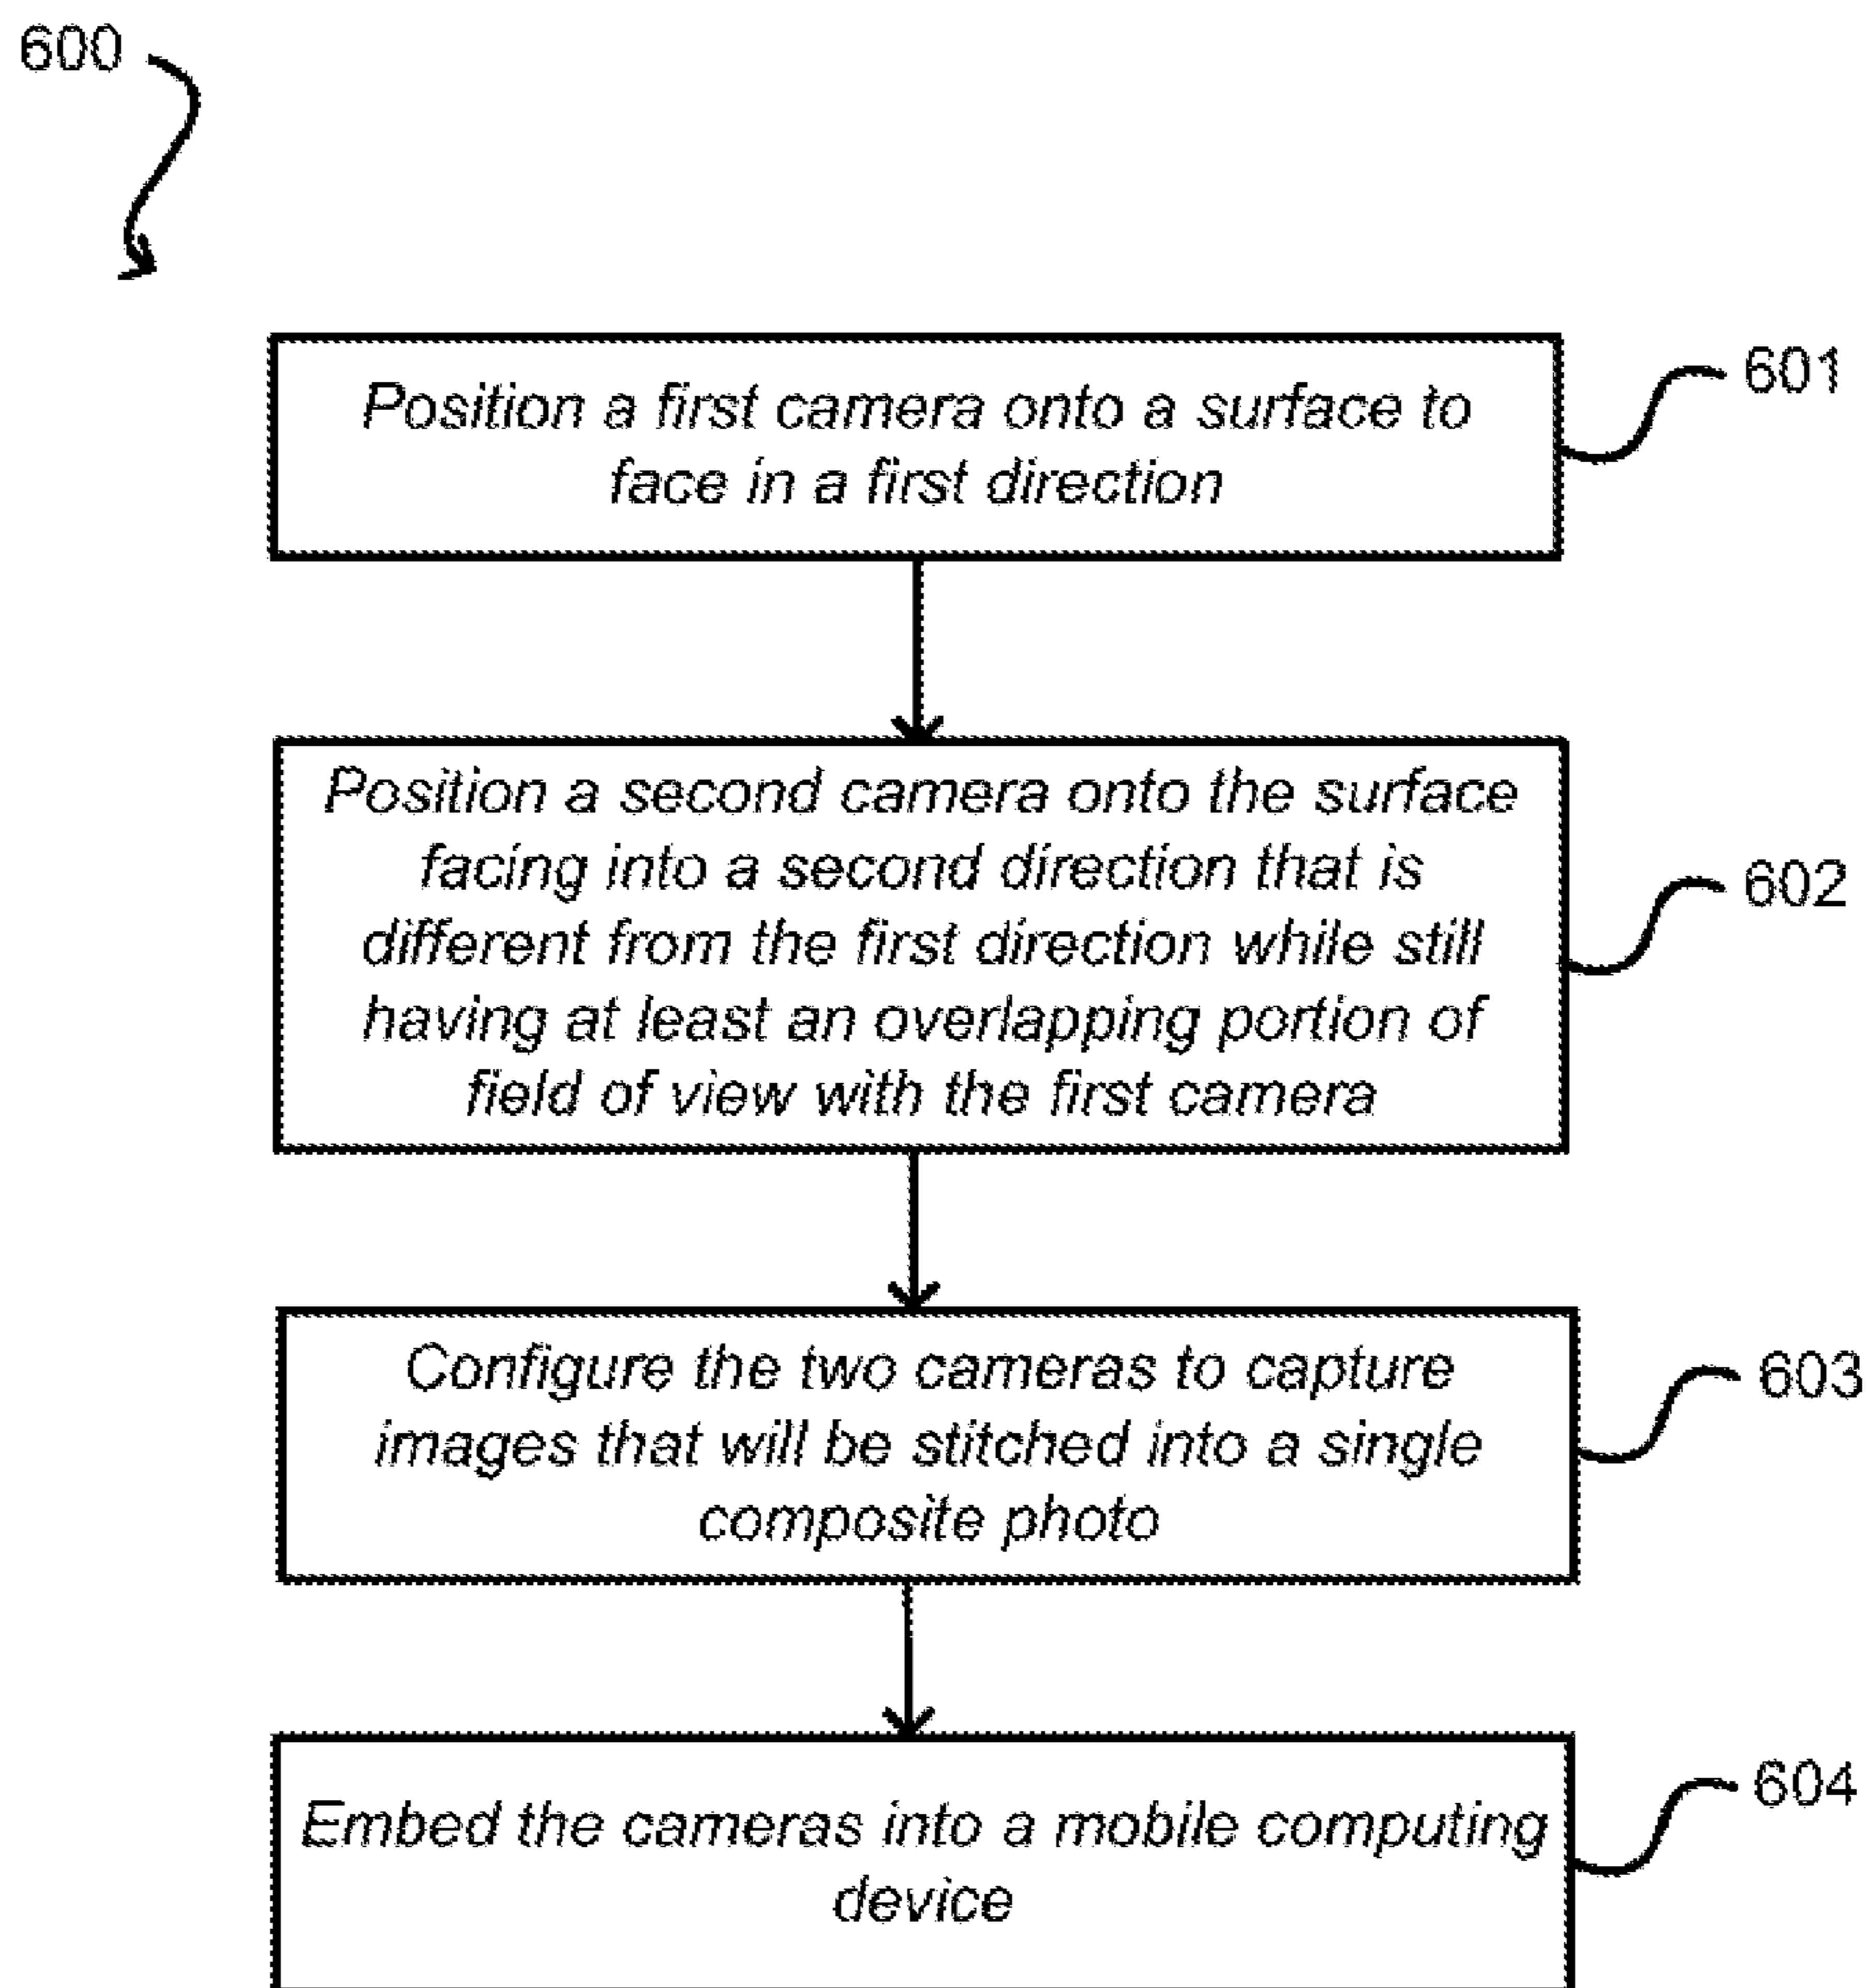 600
Position a first camera onto a surface to
face in a first direction
601
Position a second camera onto the surface
facing into a second direction that is
different from the first direction while still
having at least an overlapping portion of
field of view with the first camera
602
Configure the two cameras to capture
images that will be stitched into a single
composite photo
603
Embed the cameras into a mobile computing
device
604